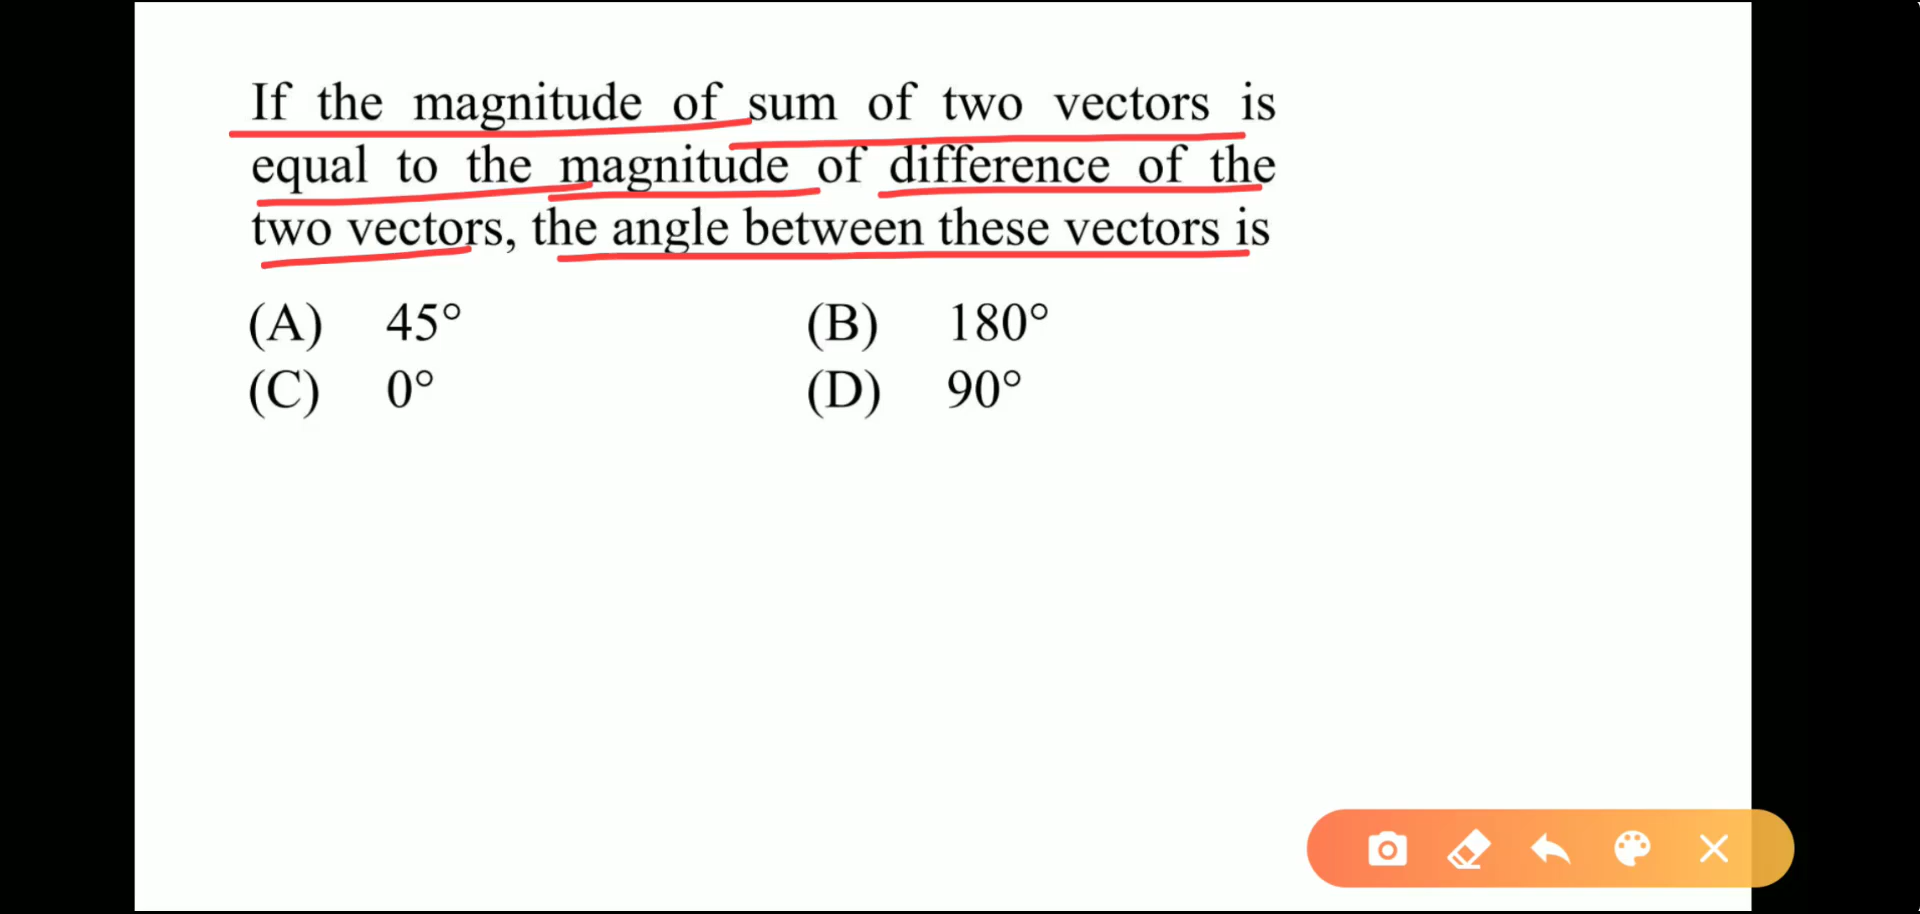 If the magnitude of sum of two vectors is
equal to the magnitude of difference of the
two vectors, the angle between these vectors is
(A) 45° (B) 180°
(C) 0° (D) 90°